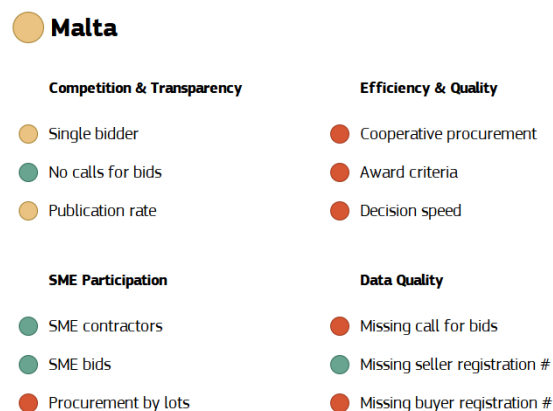 Malta
Competition & Transparency
Single bidder
No calls for bids
Publication rate
Efficiency & Quality
Cooperative procurement
Award criteria
Decision speed
SME Participation
SME contractors
SME bids
Procurement by lots
Data Quality
Missing call for bids
Missing seller registration #
Missing buyer registration #